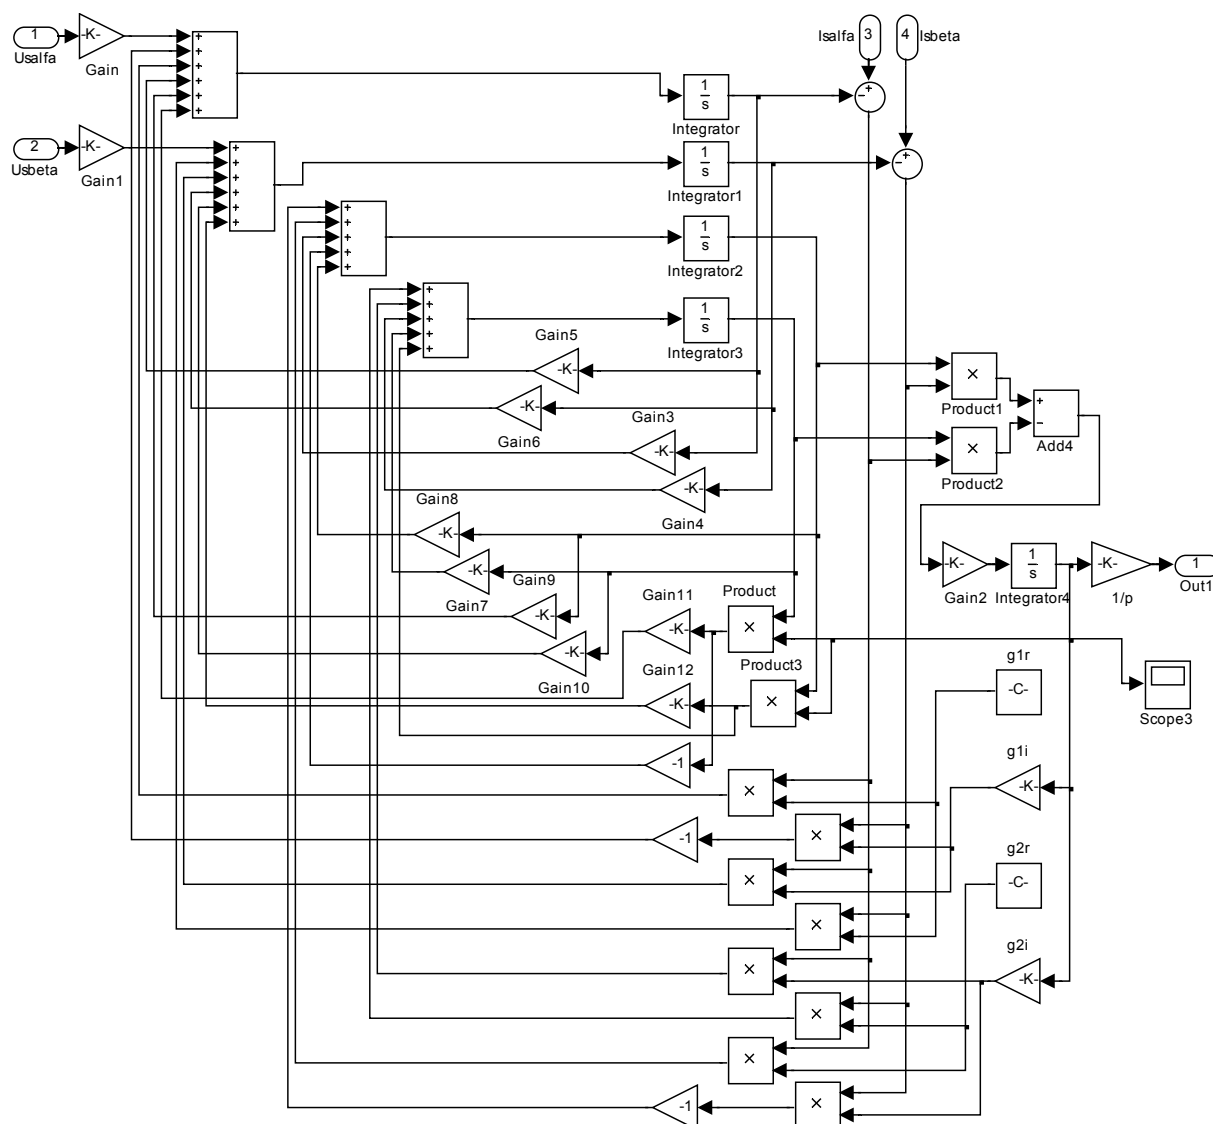 Isalfa 3 4 Isbeta
1 -K- + + + + + +
Usalfa
Gain
1/s
Integrator
+ −
2 -K- + + + + + +
Usbeta
Gain1
1/s
Integrator1
+ −
+ + + + +
1/s
Integrator2
+ + + + +
1/s
Integrator3
Gain5
-K-
× Product1
+ −
Add4
-K-
Gain3
Gain6
-K-
× Product2
-K-
Gain8
Gain4
-K-
-K-
Gain9
-K- 1/s -K- 1
Gain2 Integrator4 1/p Out1
Gain7
-K-
Gain11
Product
-K- ×
-K-
Gain10
Gain12
Product3
-K- ×
g1r
-C-
Scope3
-1
g1i
-K-
×
-1 ×
g2r
-C-
×
×
g2i
-K-
×
×
×
-1 ×